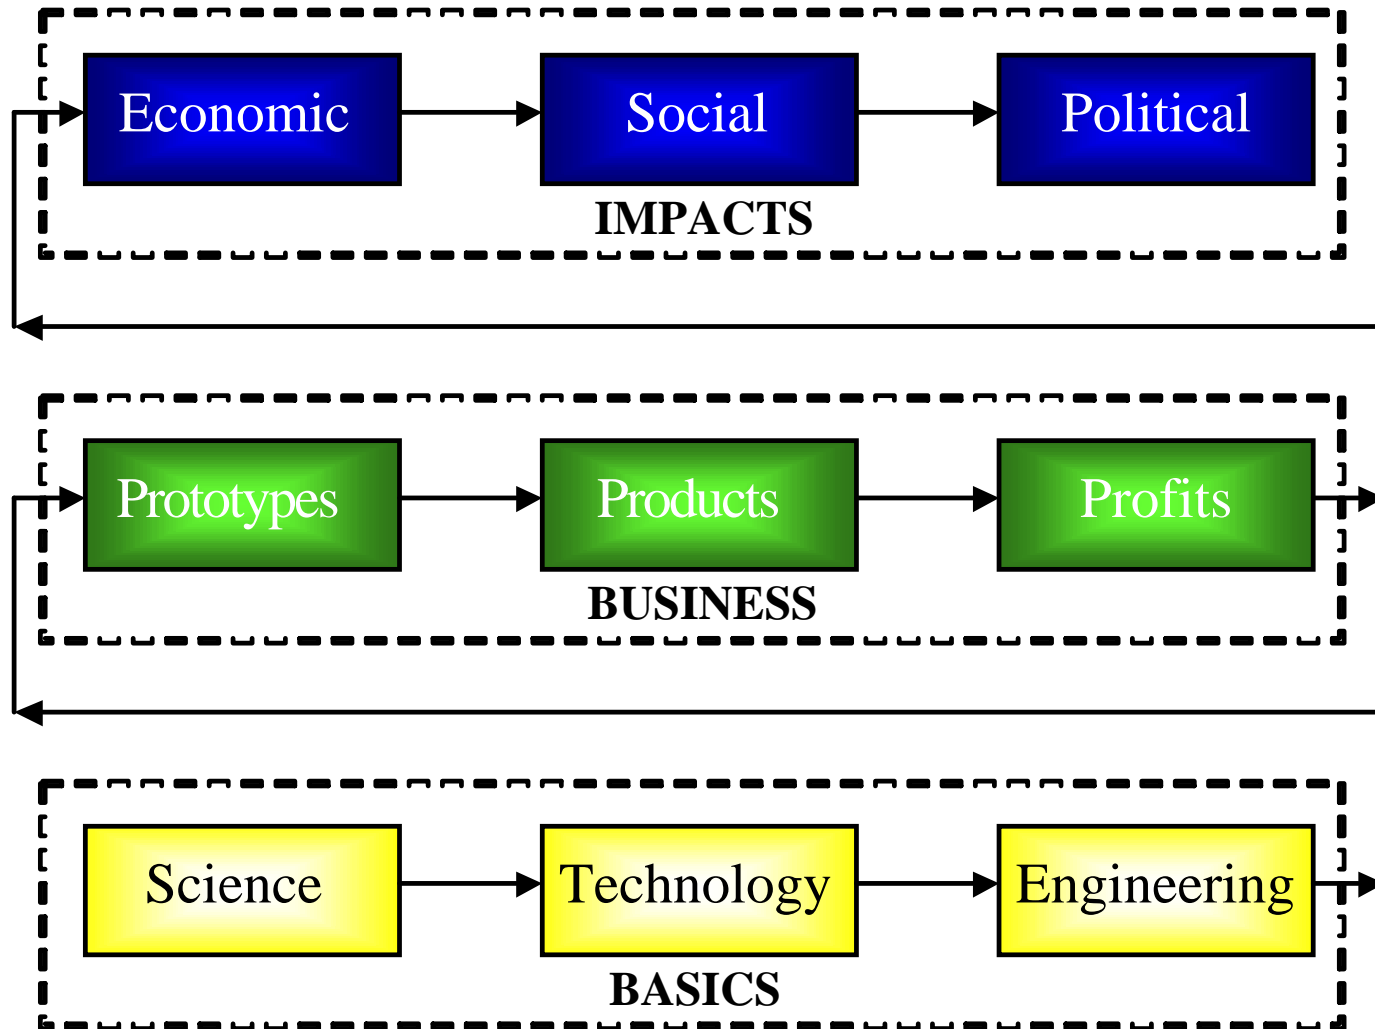 Economic
Social
Political
IMPACTS
Prototypes
Products
Profits
BUSINESS
Science
Technology
Engineering
BASICS